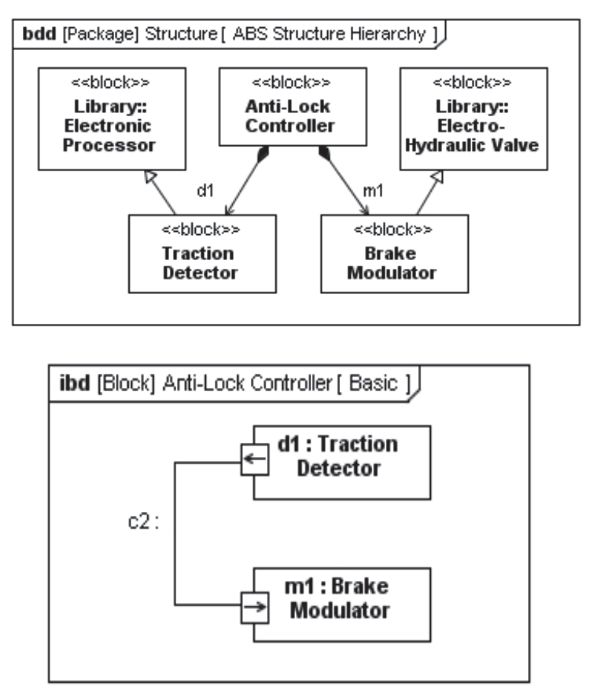 bdd [Package] Structure [ ABS Structure Hierarchy ]
<<block>>
Library::
Electronic
Processor
<<block>>
Anti-Lock
Controller
<<block>>
Library::
Electro-
Hydraulic Valve
d1
m1
<<block>>
Traction
Detector
<<block>>
Brake
Modulator
ibd [Block] Anti-Lock Controller [ Basic ]
d1 : Traction
Detector
c2 :
m1 : Brake
Modulator